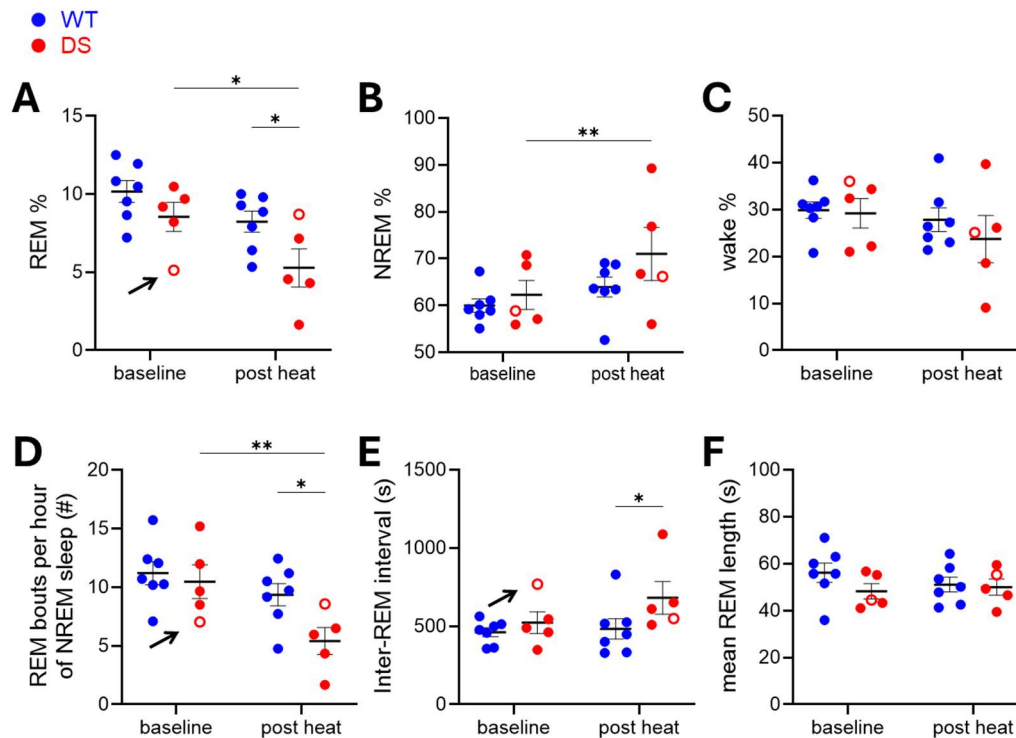 WT
DS
A
*
*
REM %
15
10
5
0
baseline
post heat
B
**
NREM %
100
90
80
70
60
50
baseline
post heat
C
wake %
50
40
30
20
10
0
baseline
post heat
D
**
*
REM bouts per hour
of NREM sleep (#)
20
15
10
5
0
baseline
post heat
E
*
Inter-REM interval (s)
1500
1000
500
0
baseline
post heat
F
mean REM length (s)
100
80
60
40
20
0
baseline
post heat